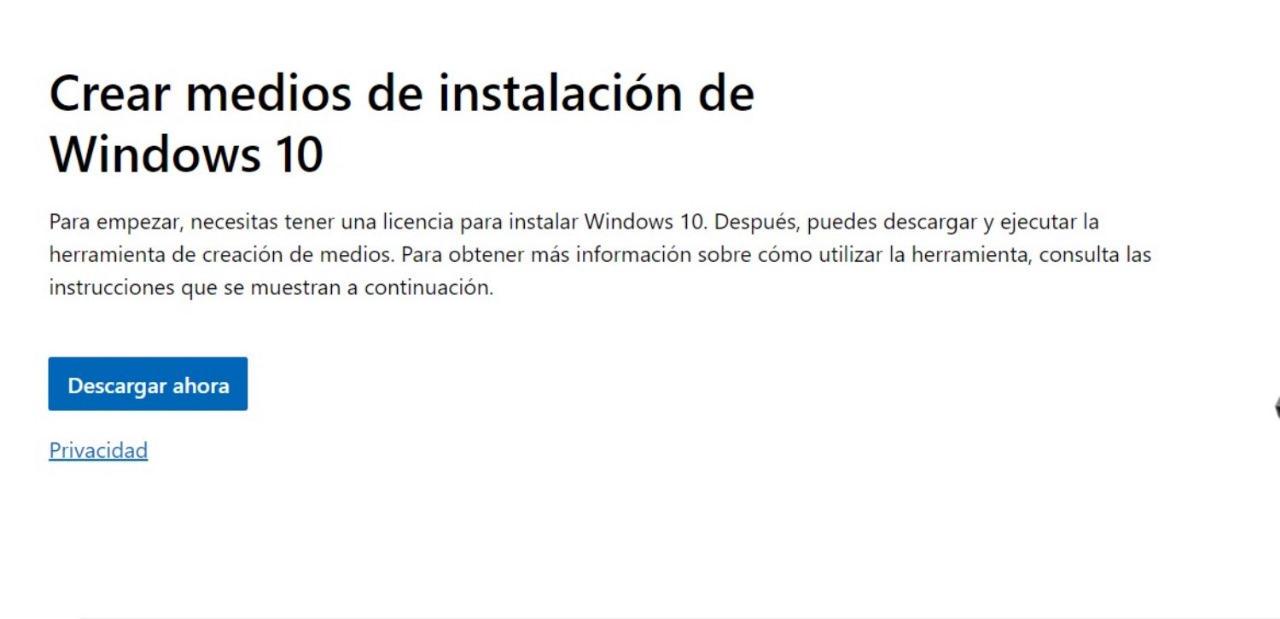 Crear medios de instalación de
Windows 10
Para empezar, necesitas tener una licencia para instalar Windows 10. Después, puedes descargar y ejecutar la
herramienta de creación de medios. Para obtener más información sobre cómo utilizar la herramienta, consulta las
instrucciones que se muestran a continuación.
Descargar ahora
Privacidad